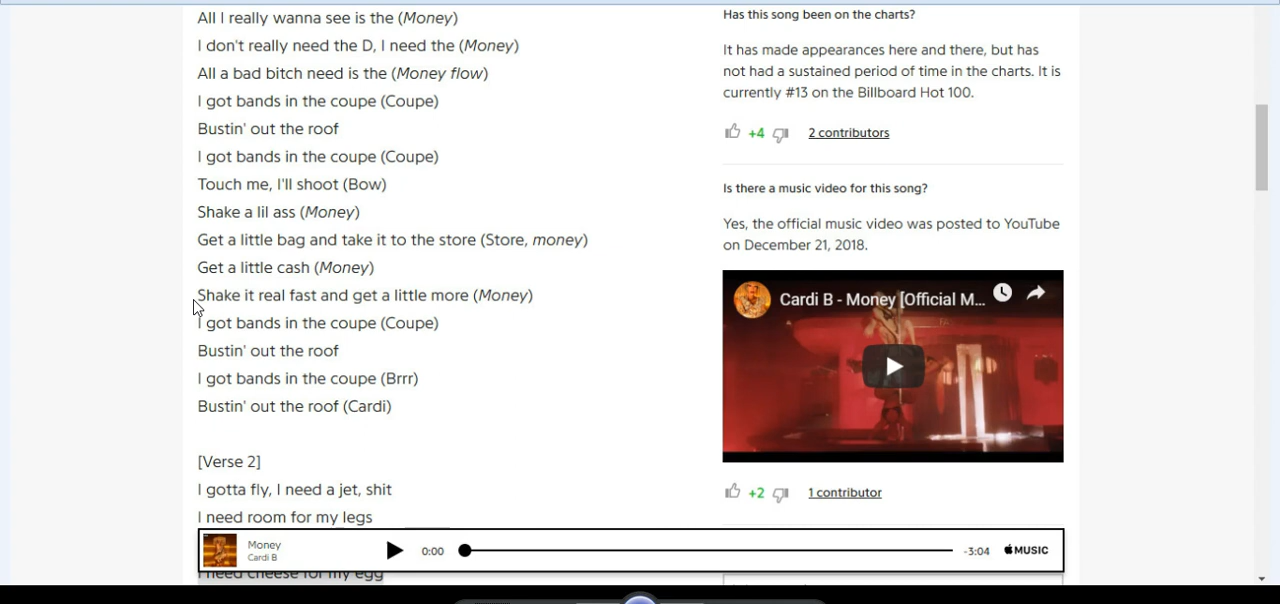 All I really wanna see is the (Money)
I don't really need the D, I need the (Money)
All a bad bitch need is the (Money flow)
I got bands in the coupe (Coupe)
Bustin' out the roof
I got bands in the coupe (Coupe)
Touch me, I'll shoot (Bow)
Shake a lil ass (Money)
Get a little bag and take it to the store (Store, money)
Get a little cash (Money)
Shake it real fast and get a little more (Money)
I got bands in the coupe (Coupe)
Bustin' out the roof
I got bands in the coupe (Brrr)
Bustin' out the roof (Cardi)
[Verse 2]
I gotta fly, I need a jet, shit
I need room for my legs
I need cheese for my egg
Has this song been on the charts?
It has made appearances here and there, but has
not had a sustained period of time in the charts. It is
currently #13 on the Billboard Hot 100.
+4 2 contributors
Is there a music video for this song?
Yes, the official music video was posted to YouTube
on December 21, 2018.
Cardi B - Money [Official M...
+2 1 contributor
Money
Cardi B
0:00 -3:04 MUSIC